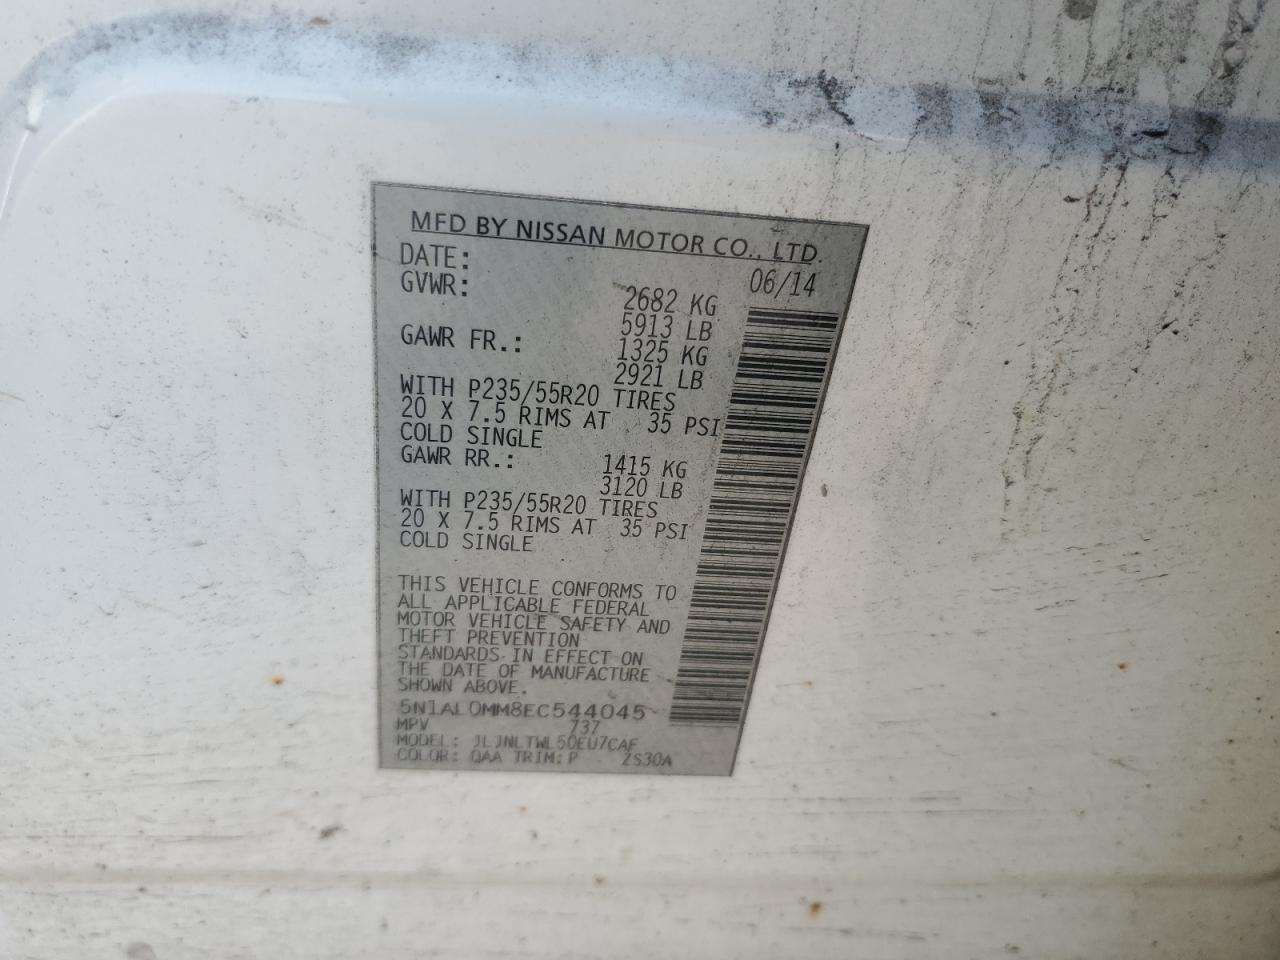 MFD BY NISSAN MOTOR CO., LTD.
DATE: 06/14
GVWR: 2682 KG
5913 LB
GAWR FR.: 1325 KG
2921 LB
WITH P235/55R20 TIRES
20 X 7.5 RIMS AT 35 PSI
COLD SINGLE
GAWR RR.: 1415 KG
3120 LB
WITH P235/55R20 TIRES
20 X 7.5 RIMS AT 35 PSI
COLD SINGLE
THIS VEHICLE CONFORMS TO
ALL APPLICABLE FEDERAL
MOTOR VEHICLE SAFETY AND
THEFT PREVENTION
STANDARDS IN EFFECT ON
THE DATE OF MANUFACTURE
SHOWN ABOVE.
5N1AL0MM8EC544045
MPV 737
MODEL: JLJNLTWL50EU7CAF
COLOR: QAA TRIM: P ZS30A